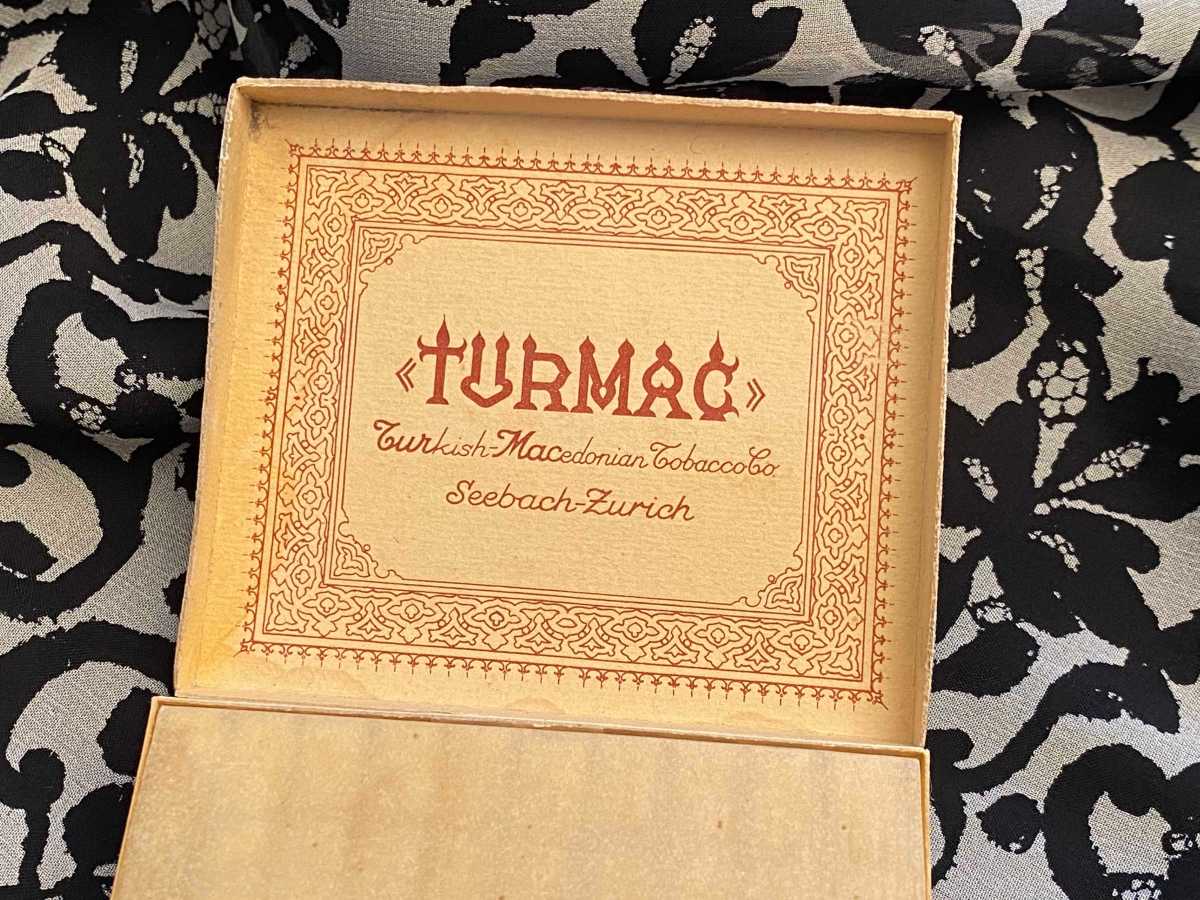 «TURMAC»
Turkish-Macedonian Tobacco Co.
Seebach-Zurich